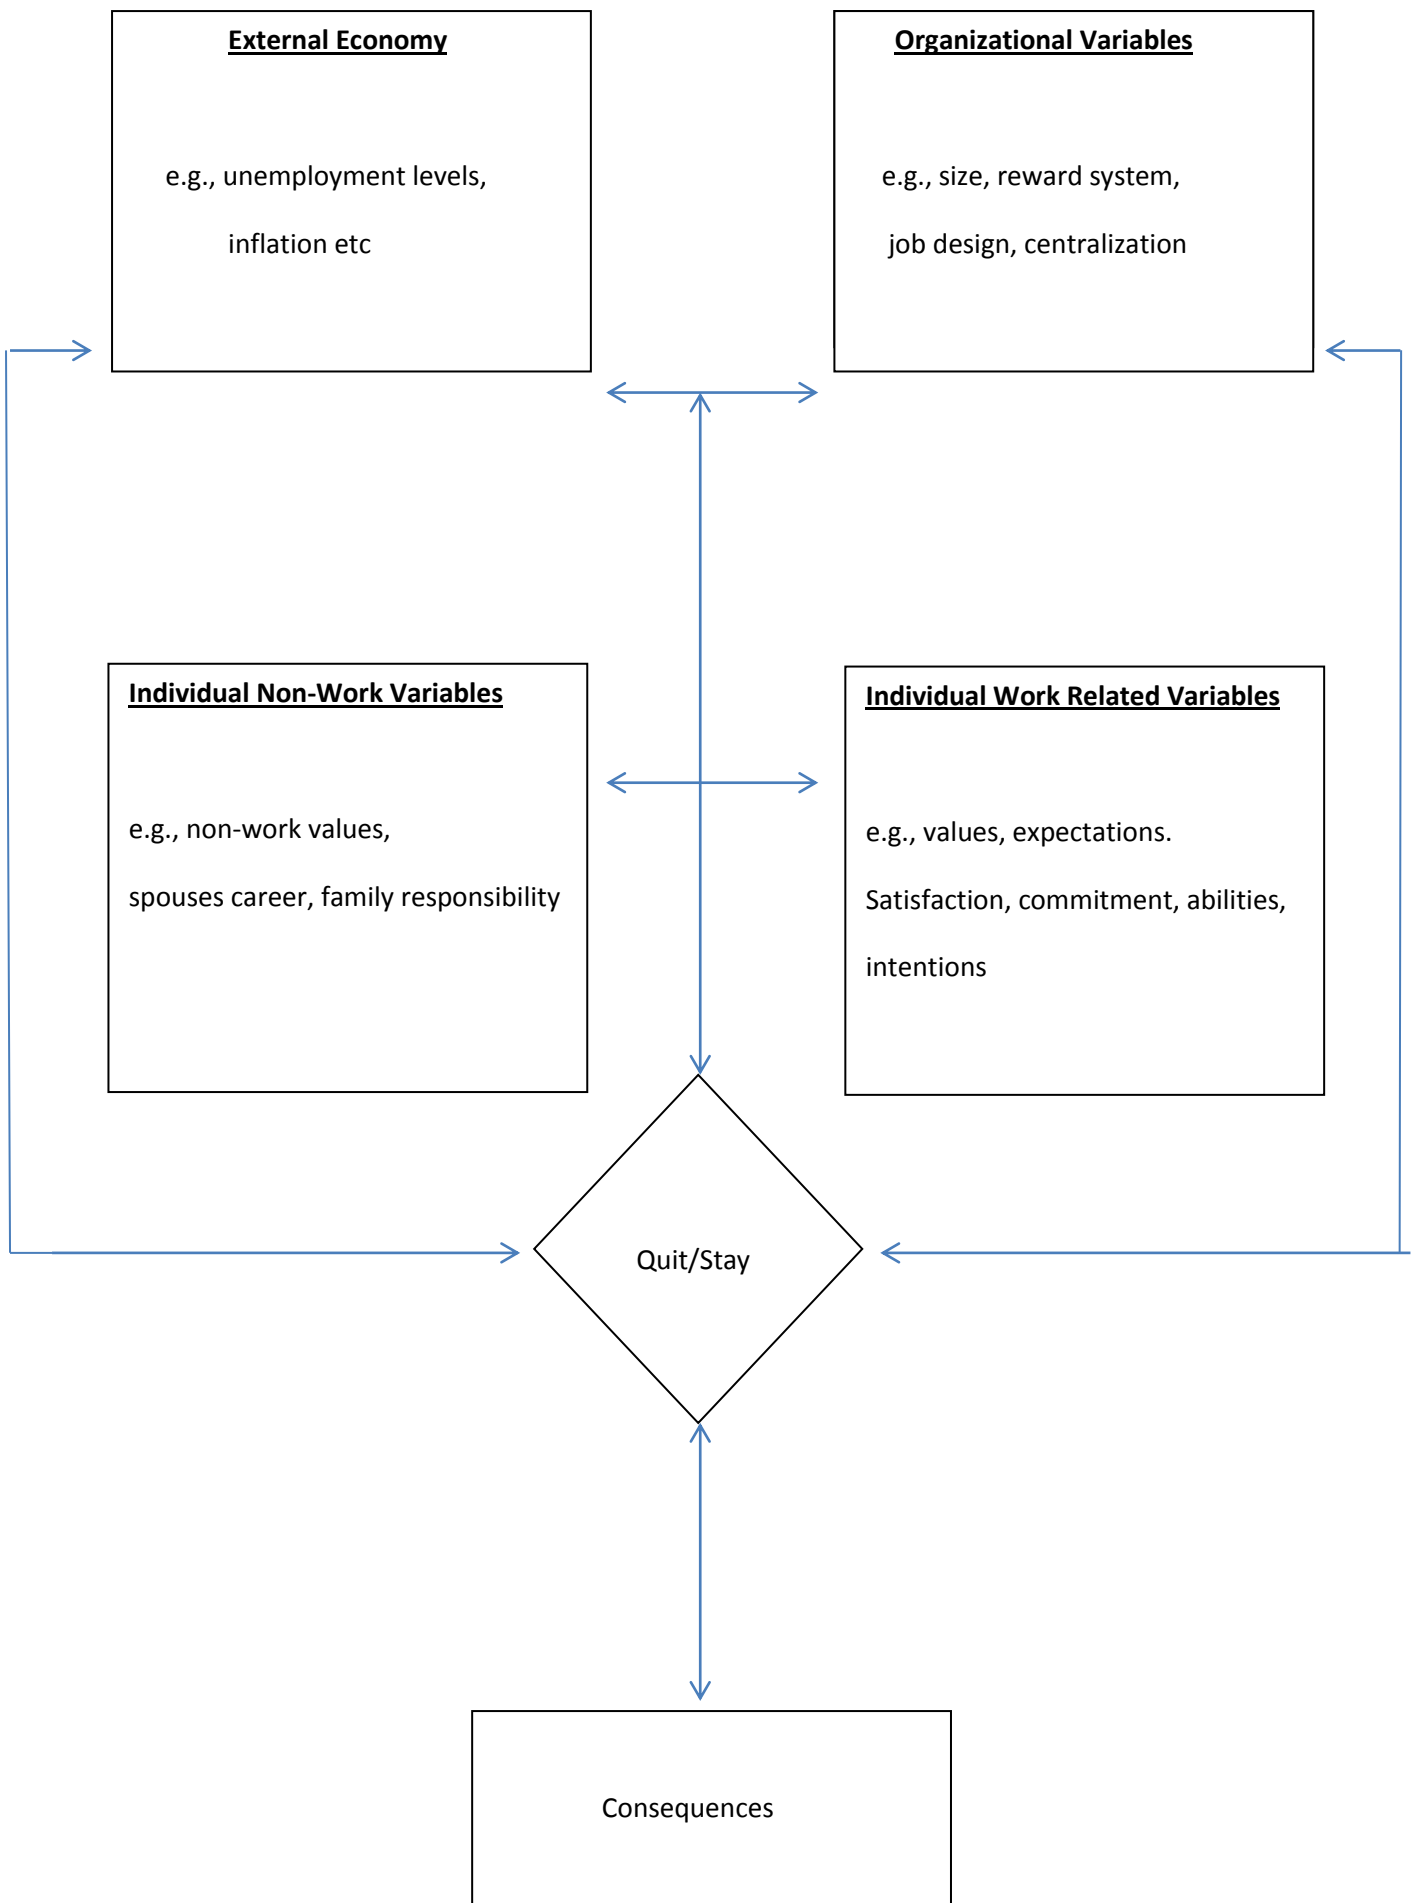 External Economy
e.g., unemployment levels,
inflation etc
Organizational Variables
e.g., size, reward system,
job design, centralization
Individual Non-Work Variables
e.g., non-work values,
spouses career, family responsibility
Individual Work Related Variables
e.g., values, expectations.
Satisfaction, commitment, abilities,
intentions
Quit/Stay
Consequences